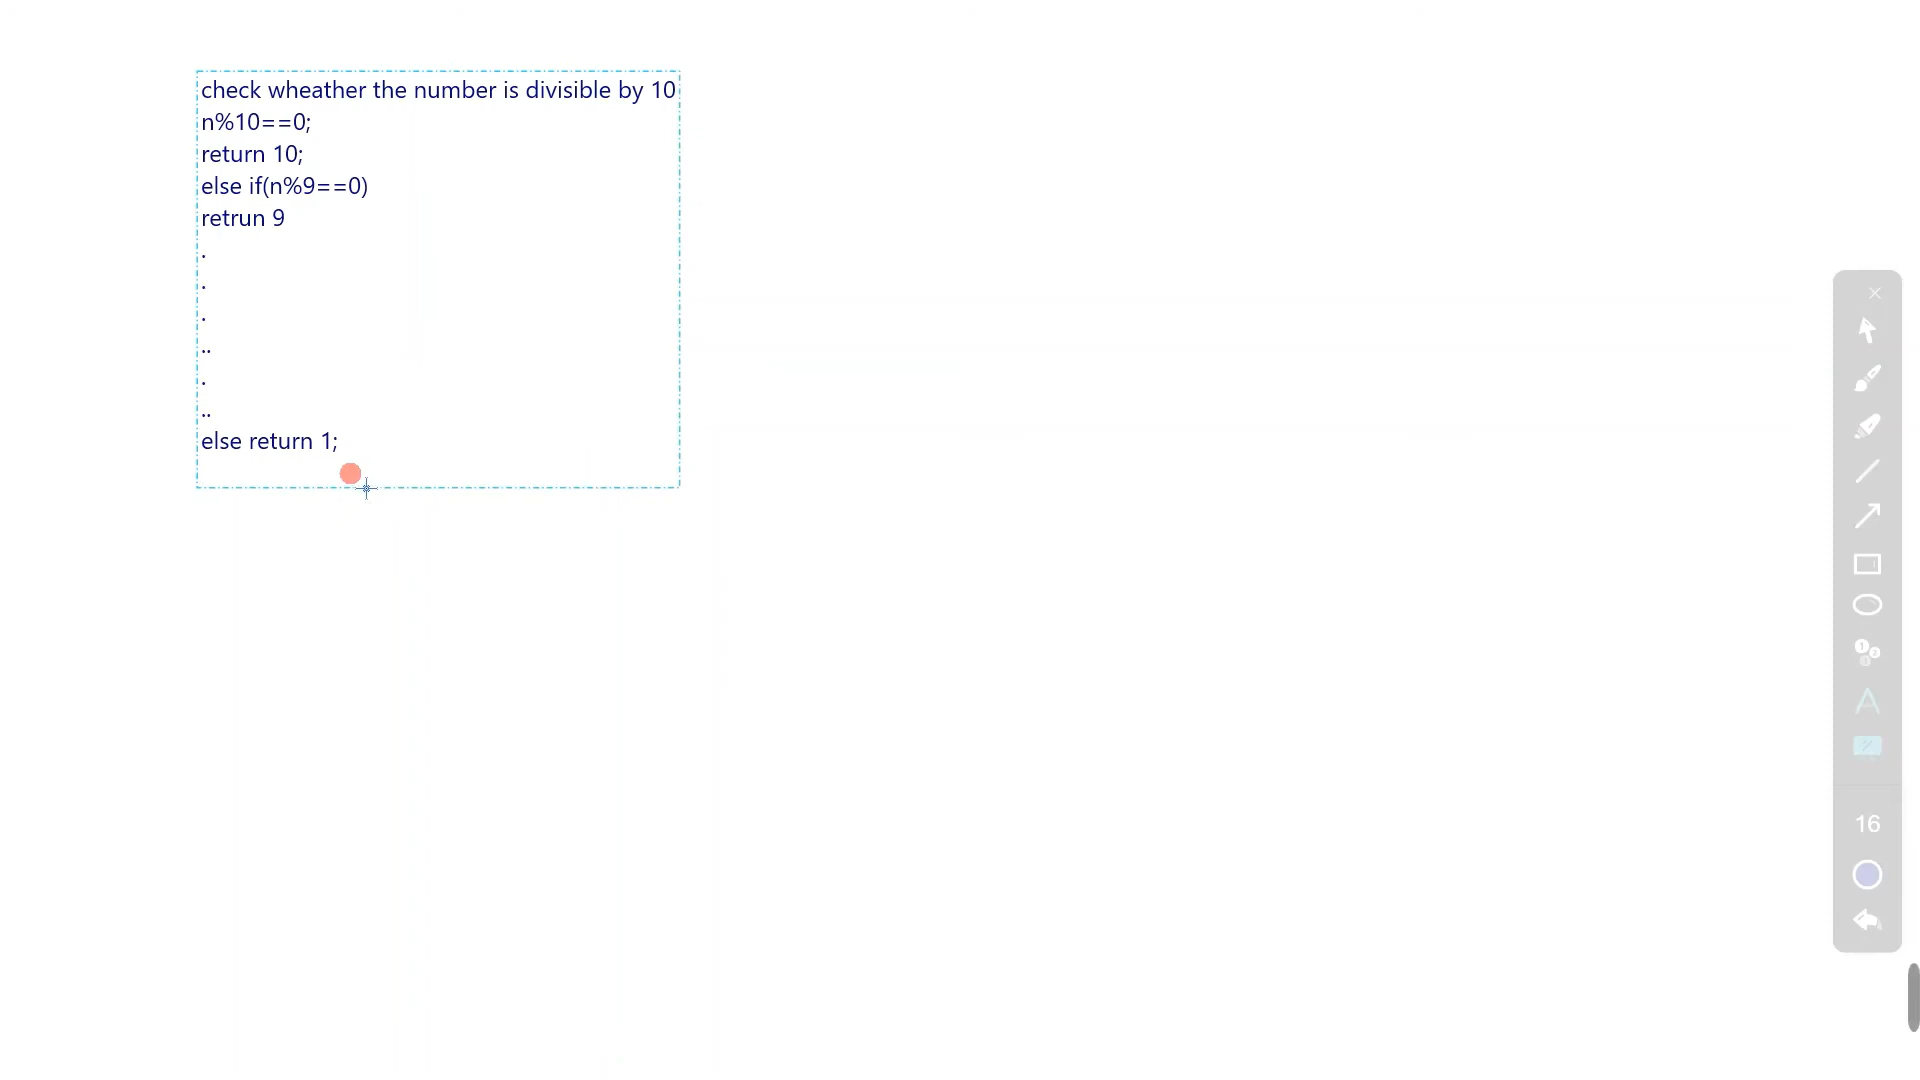 check wheather the number is divisible by 10
n%10==0;
return 10;
else if(n%9==0)
retrun 9
.
.
.
..
.
..
else return 1;
16